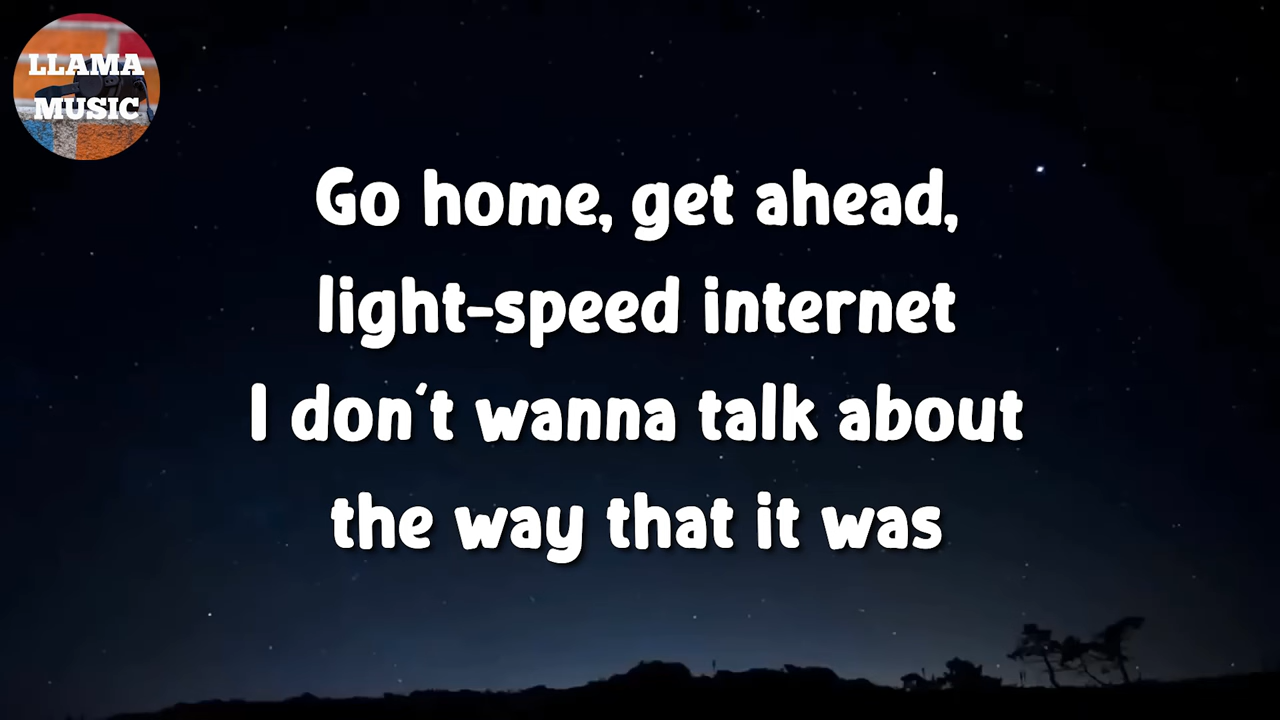 LLAMA
MUSIC
Go home, get ahead,
light-speed internet
I don't wanna talk about
the way that it was